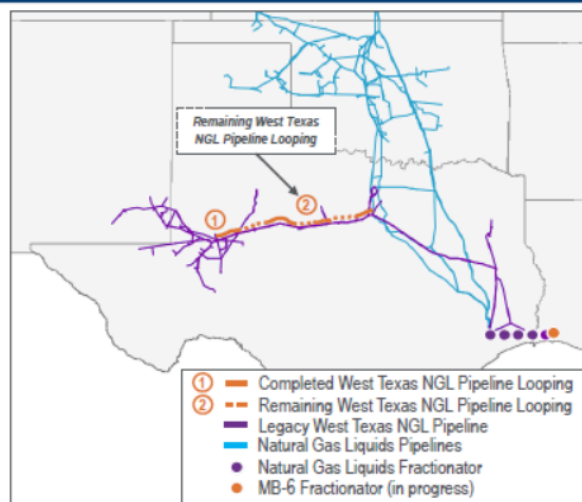 Remaining West Texas
NGL Pipeline Looping
1
2
1 Completed West Texas NGL Pipeline Looping
2 Remaining West Texas NGL Pipeline Looping
Legacy West Texas NGL Pipeline
Natural Gas Liquids Pipelines
Natural Gas Liquids Fractionator
MB-6 Fractionator (in progress)